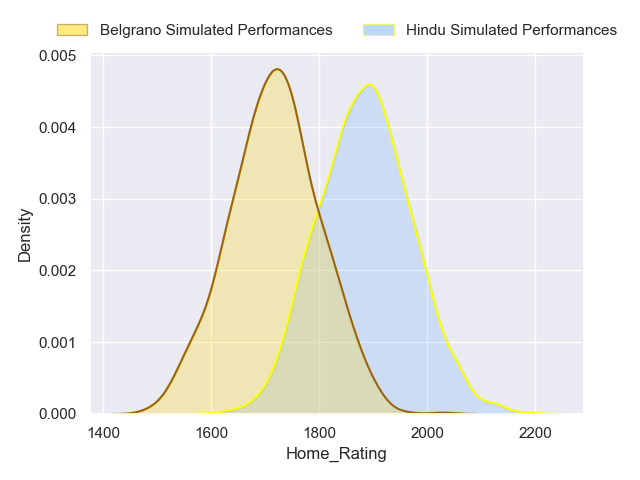 Belgrano Simulated Performances
Hindu Simulated Performances
0.005
0.004
0.003
0.002
0.001
0.000
Density
1400 1600 1800 2000 2200
Home_Rating